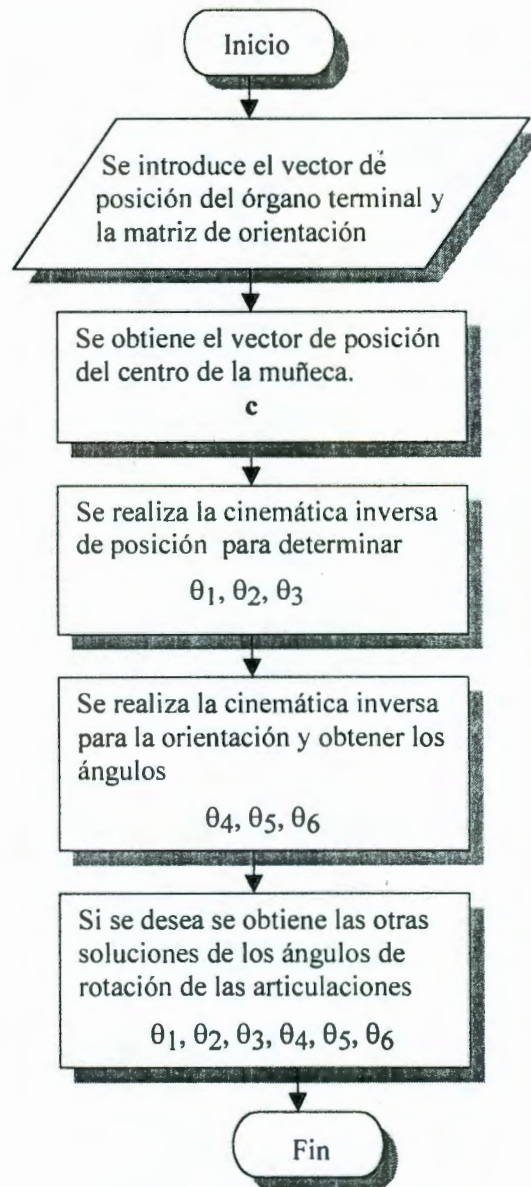 Inicio
Se introduce el vector de
posición del órgano terminal y
la matriz de orientación
Se obtiene el vector de posición
del centro de la muñeca.
c
Se realiza la cinemática inversa
de posición para determinar
θ1, θ2, θ3
Se realiza la cinemática inversa
para la orientación y obtener los
ángulos
θ4, θ5, θ6
Si se desea se obtiene las otras
soluciones de los ángulos de
rotación de las articulaciones
θ1, θ2, θ3, θ4, θ5, θ6
Fin